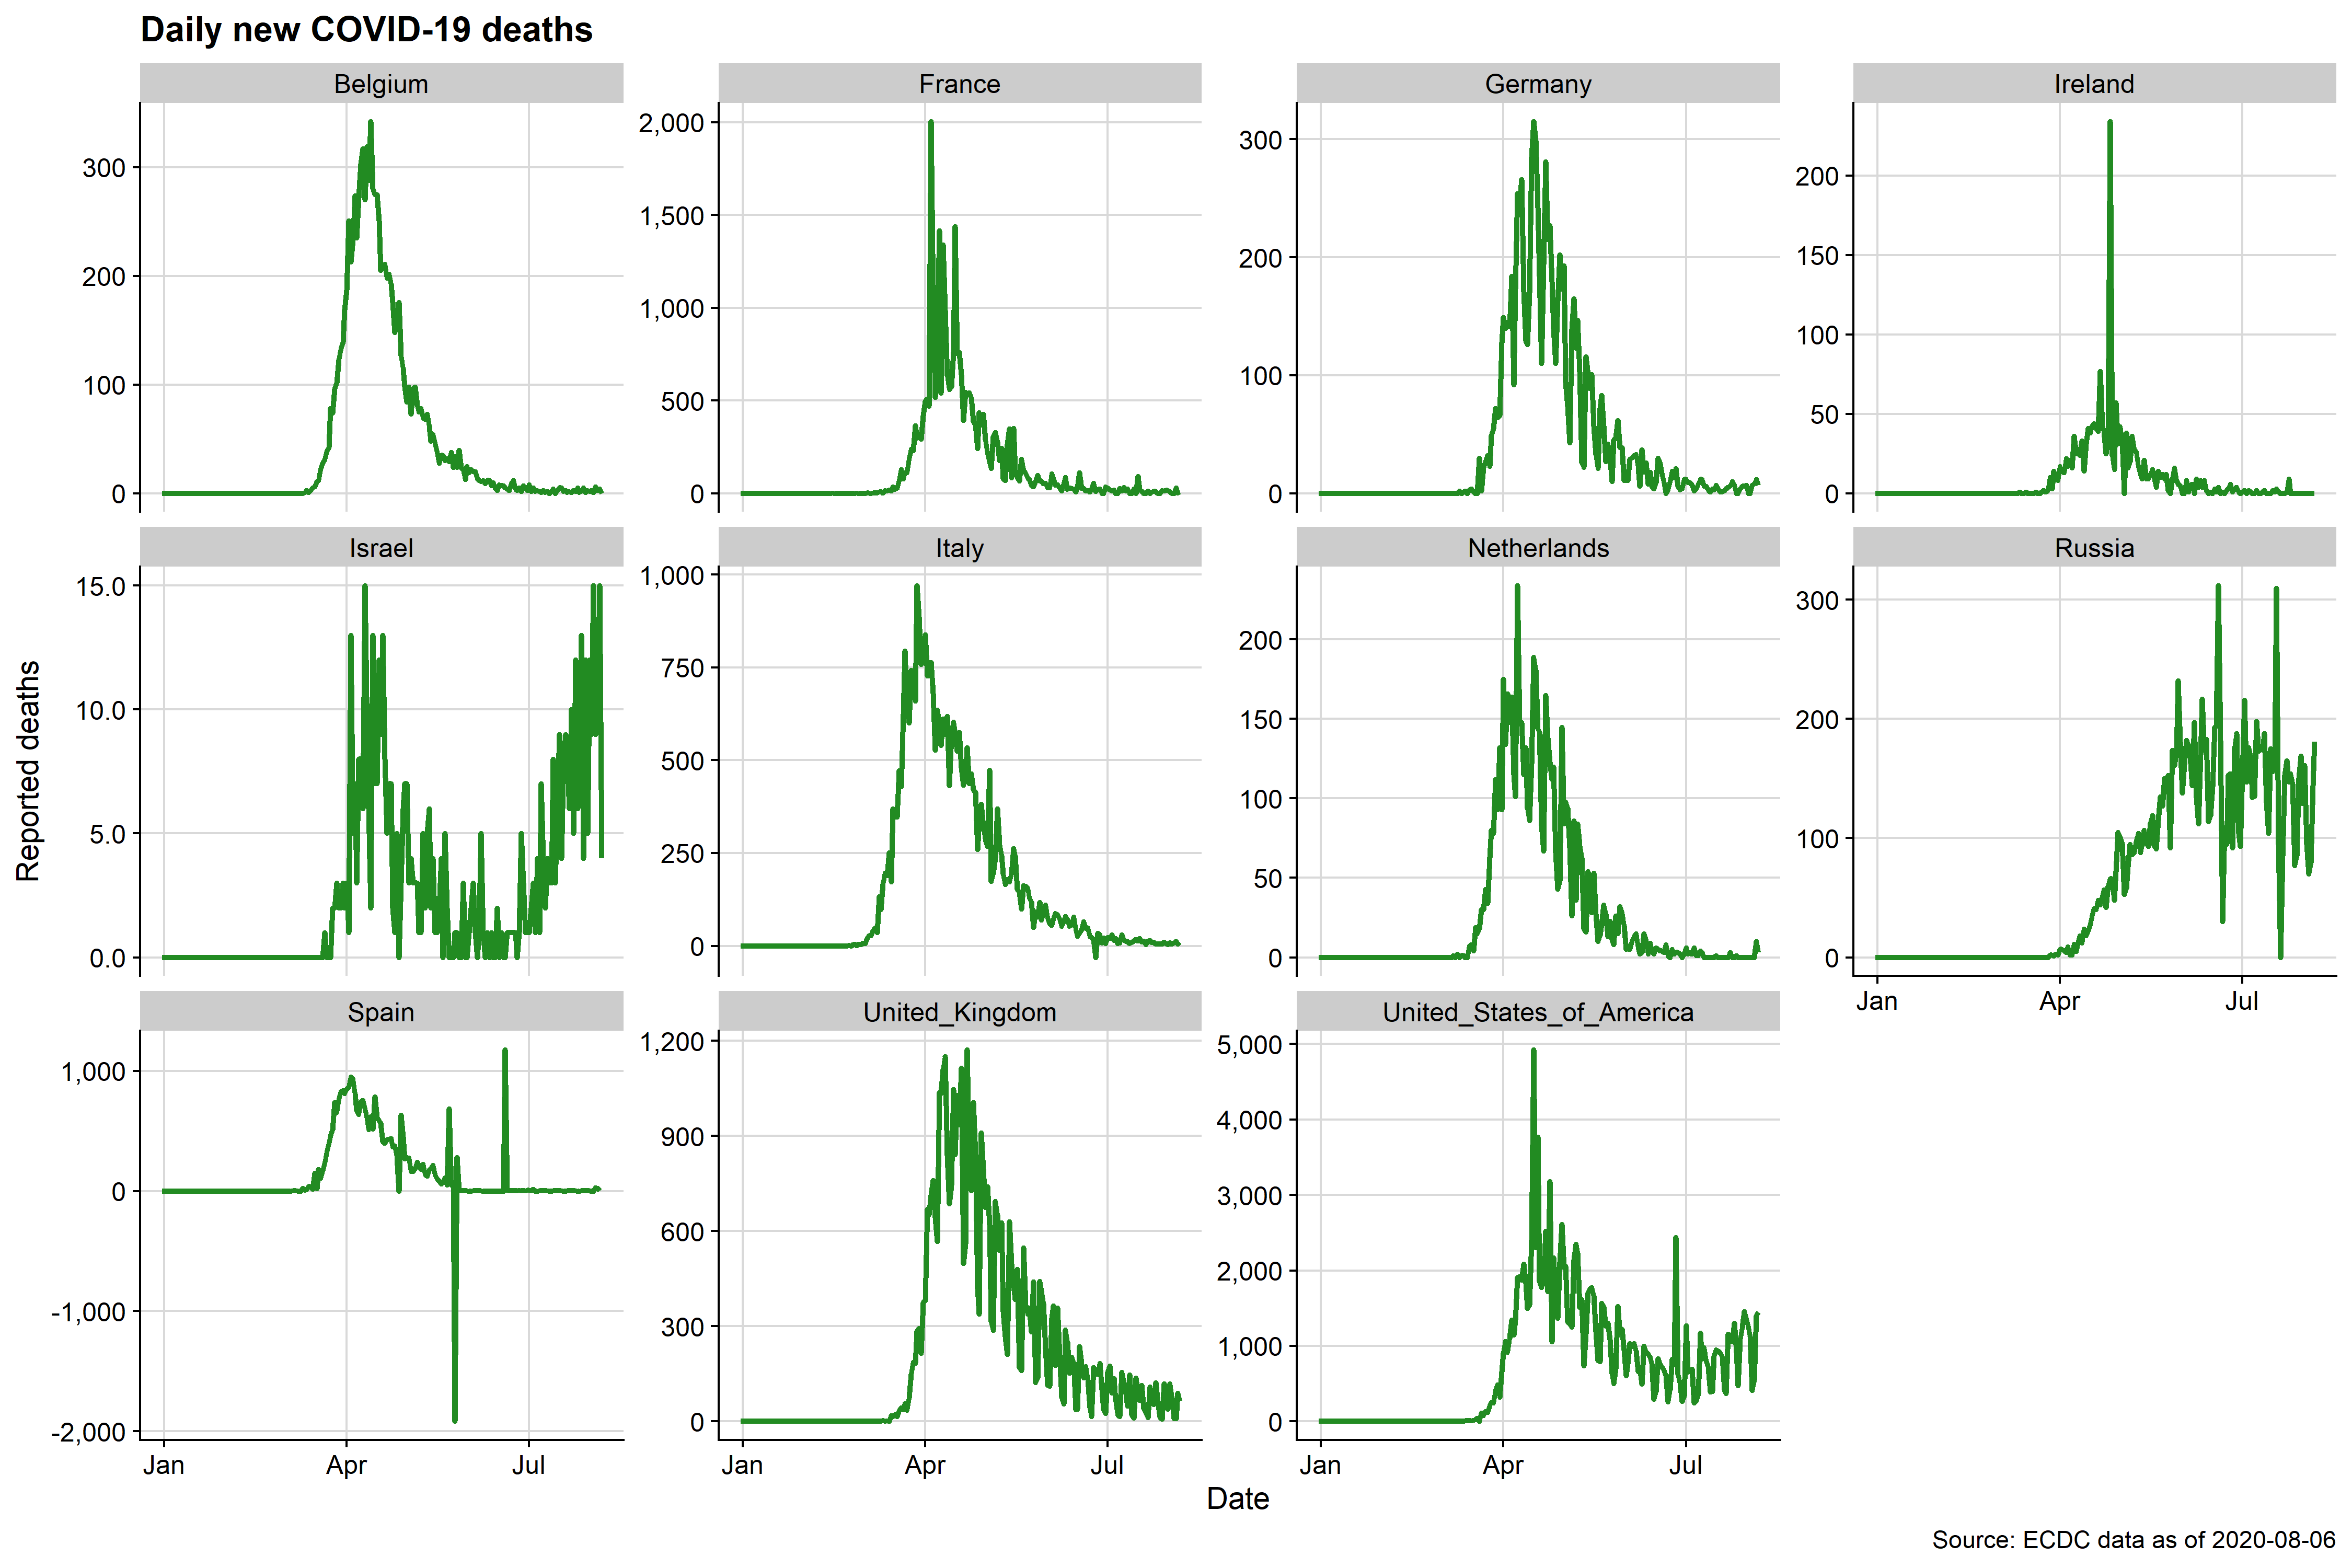 Daily new COVID-19 deaths
Belgium
France
Germany
Ireland
300
200
100
0
2,000
1,500
1,000
500
0
300
200
100
0
200
150
100
50
0
Reported deaths
Israel
Italy
Netherlands
Russia
15.0
10.0
5.0
0.0
1,000
750
500
250
0
200
150
100
50
0
300
200
100
0
Jan Apr Jul
Spain
United_Kingdom
United_States_of_America
1,000
0
-1,000
-2,000
1,200
900
600
300
0
5,000
4,000
3,000
2,000
1,000
0
Jan Apr Jul
Jan Apr Jul
Jan Apr Jul
Date
Source: ECDC data as of 2020-08-06